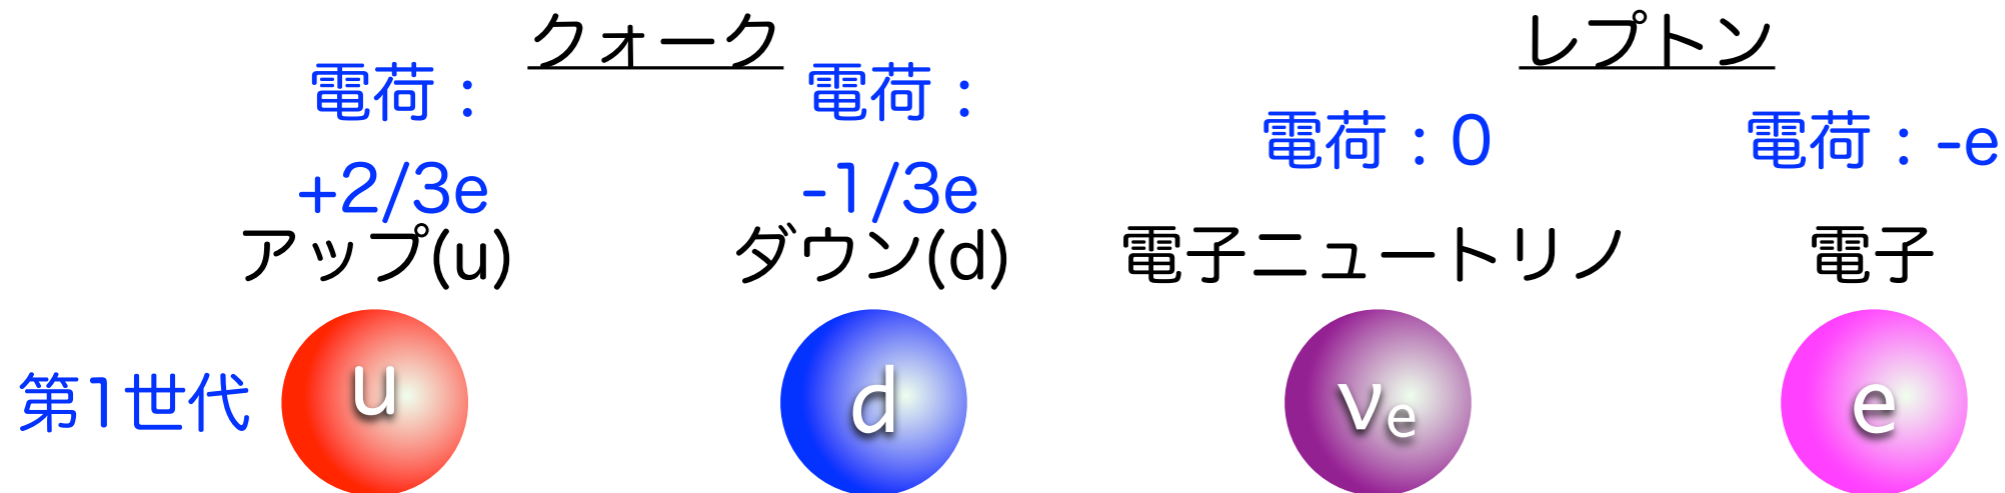 クォーク
レプトン
電荷：
+2/3e
電荷：
-1/3e
電荷：0
電荷：-e
アップ(u)
ダウン(d)
電子ニュートリノ
電子
第1世代
u
d
νe
e